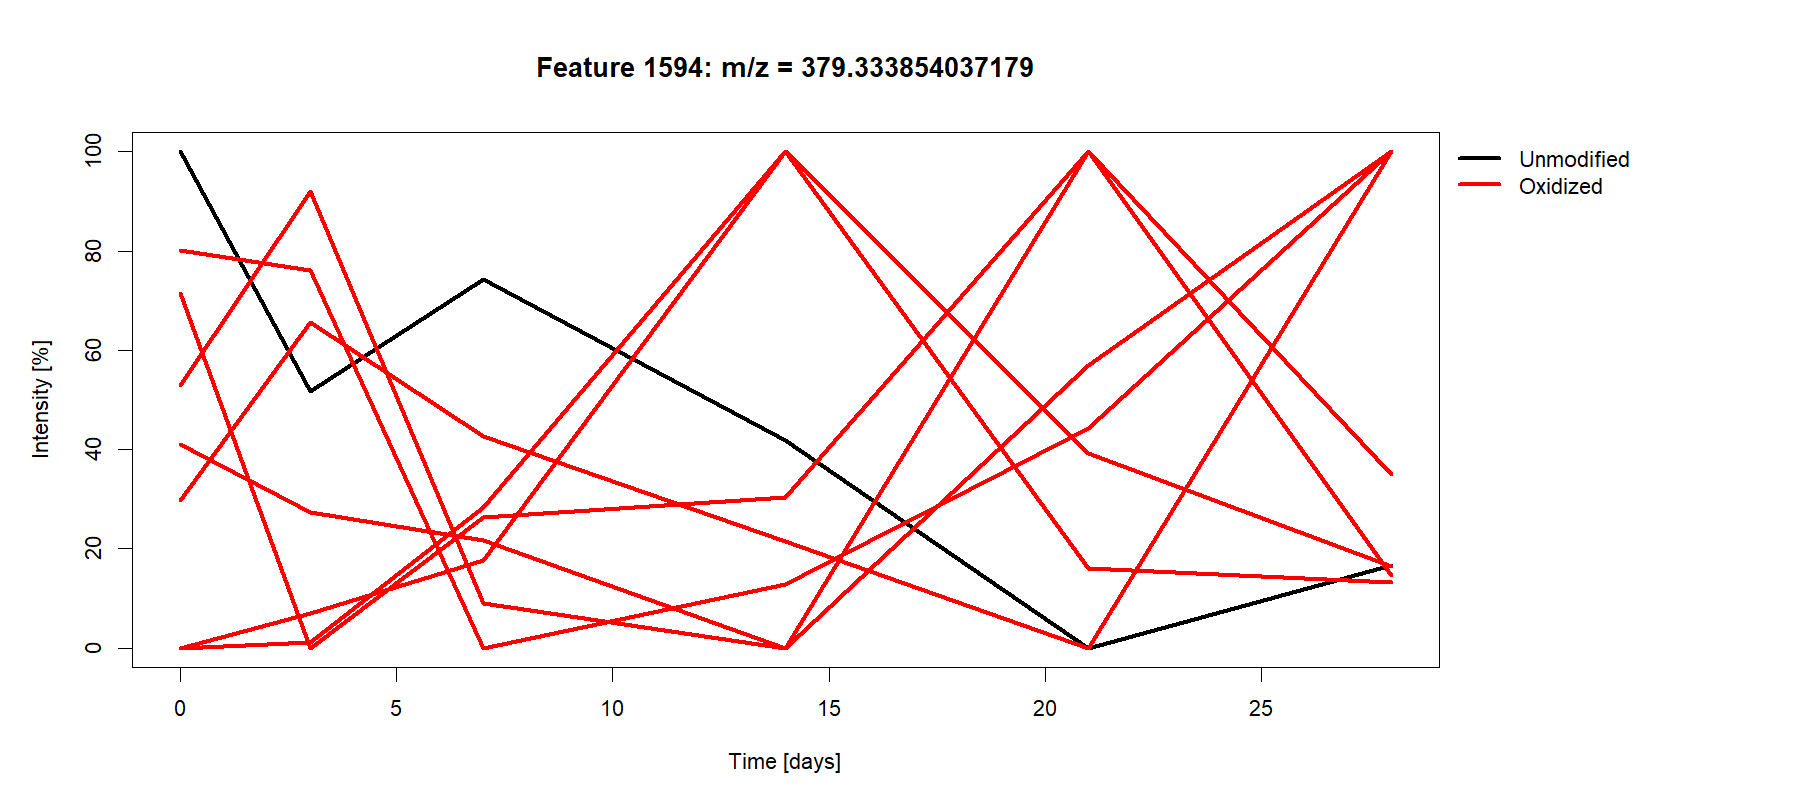 Feature 1594: m/z = 379.333854037179
Unmodified
Oxidized
Intensity [%]
100
80
60
40
20
0
0 5 10 15 20 25
Time [days]